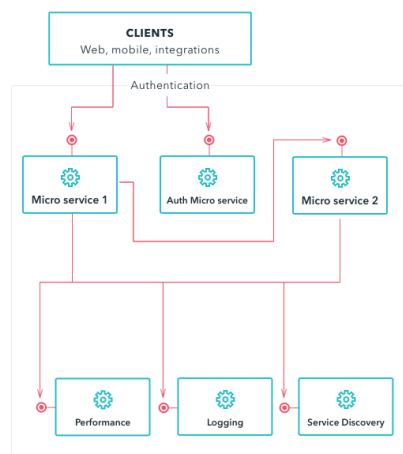 CLIENTS
Web, mobile, integrations
Authentication
Micro service 1
Auth Micro service
Micro service 2
Performance
Logging
Service Discovery